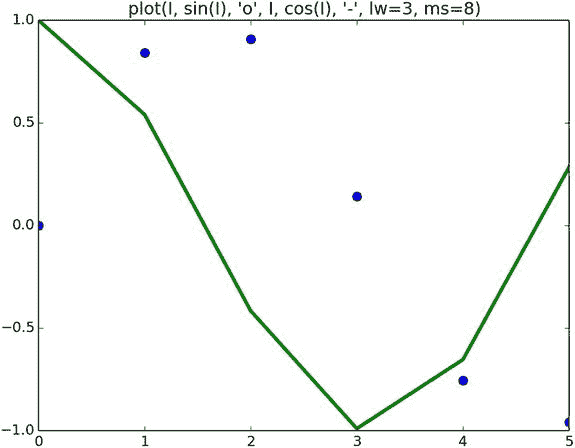 plot(I, sin(I), 'o', I, cos(I), '-', lw=3, ms=8)
1.0
0.5
0.0
−0.5
−1.0
0 1 2 3 4 5